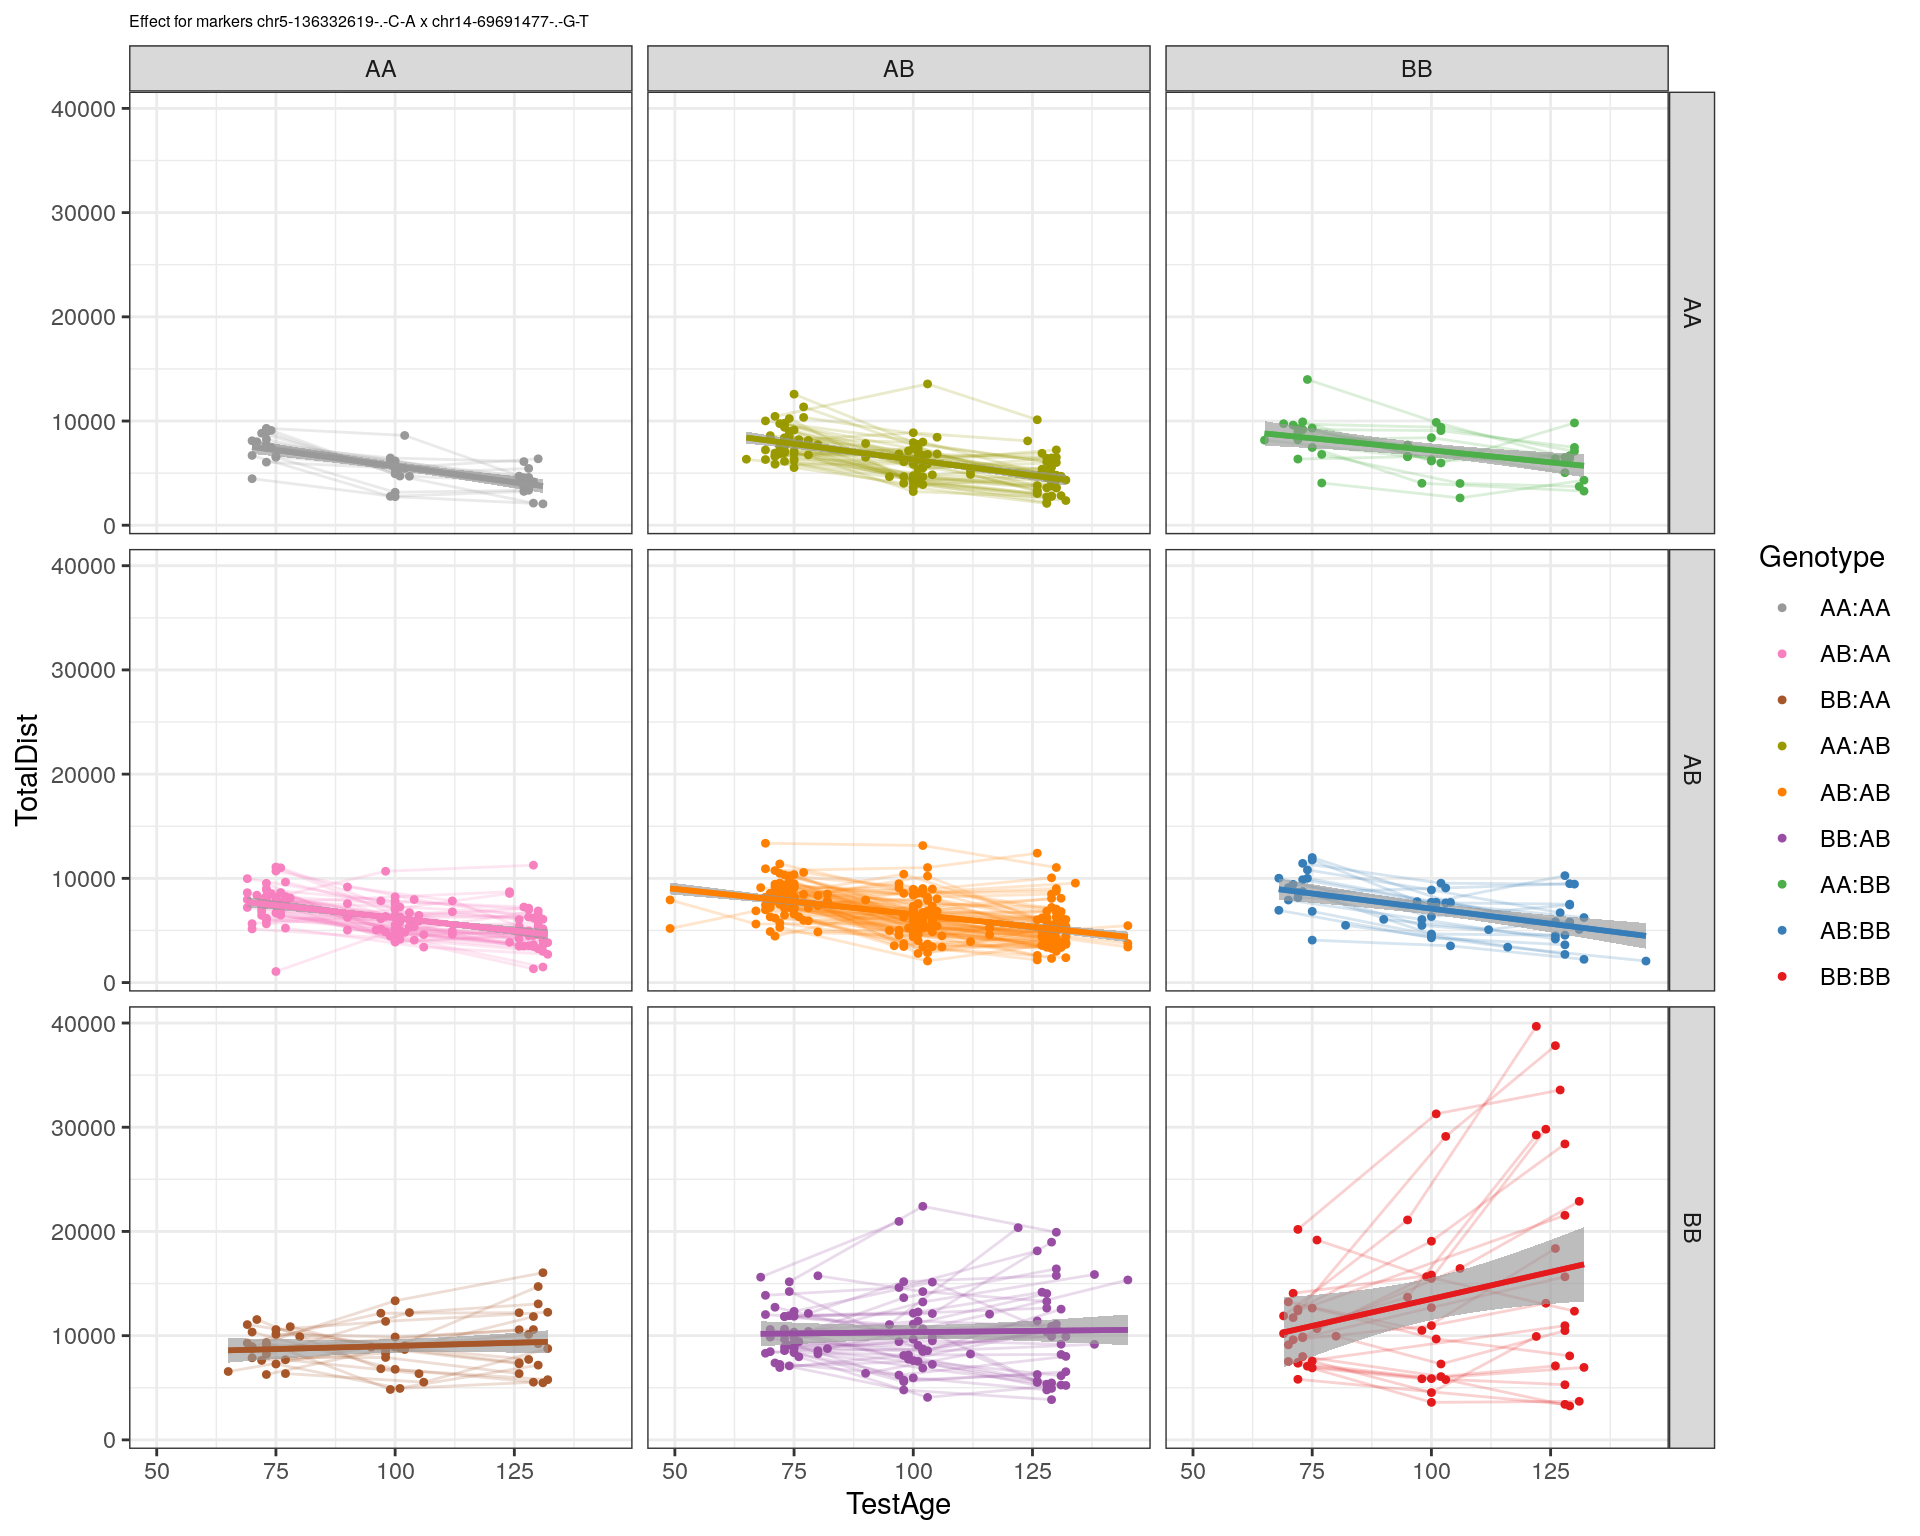 Effect for markers chr5-136332619-.-C-A x chr14-69691477-.-G-T
AA
AB
BB
40000
30000
20000
10000
0
AA
40000
30000
20000
10000
0
AB
40000
30000
20000
10000
0
BB
50
75
100
125
50
75
100
125
50
75
100
125
TestAge
TotalDist
Genotype
AA:AA
AB:AA
BB:AA
AA:AB
AB:AB
BB:AB
AA:BB
AB:BB
BB:BB